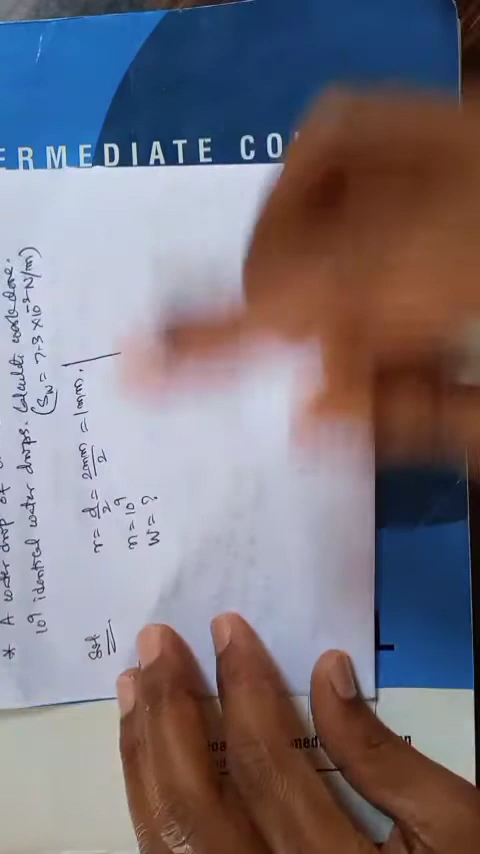 ERMEDIATE CO
* A water drop of
10⁹ identical water drops. Calculate work done.
(Sw = 7.3 × 10⁻² N/m)
Sol
r = d/2 = 2mm/2 = 1mm.
n = 10⁹
W = ?